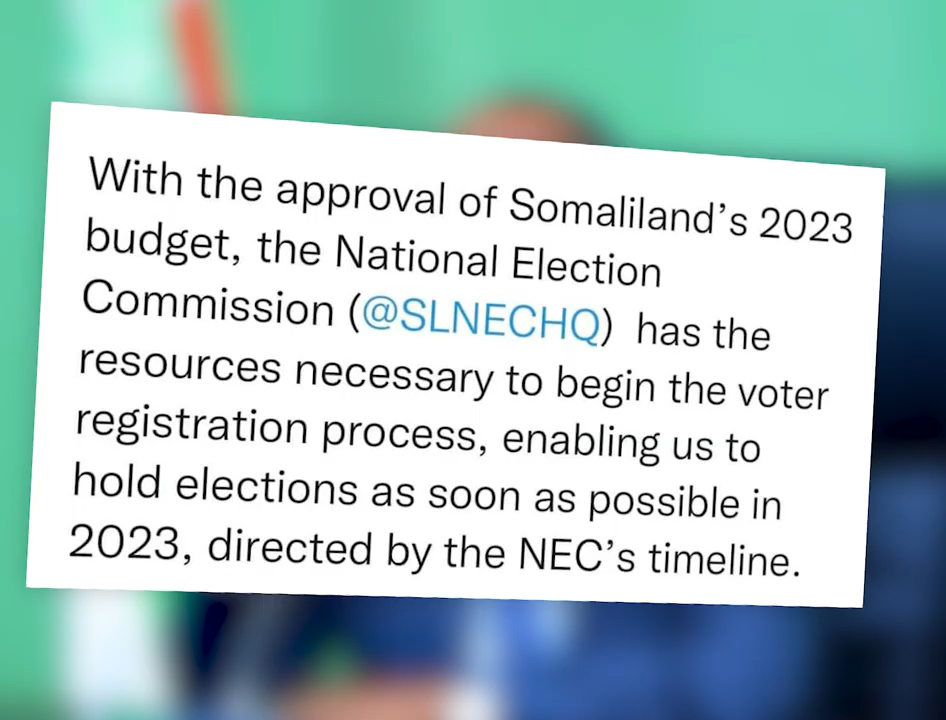 With the approval of Somaliland’s 2023
budget, the National Election
Commission (@SLNECHQ) has the
resources necessary to begin the voter
registration process, enabling us to
hold elections as soon as possible in
2023, directed by the NEC’s timeline.